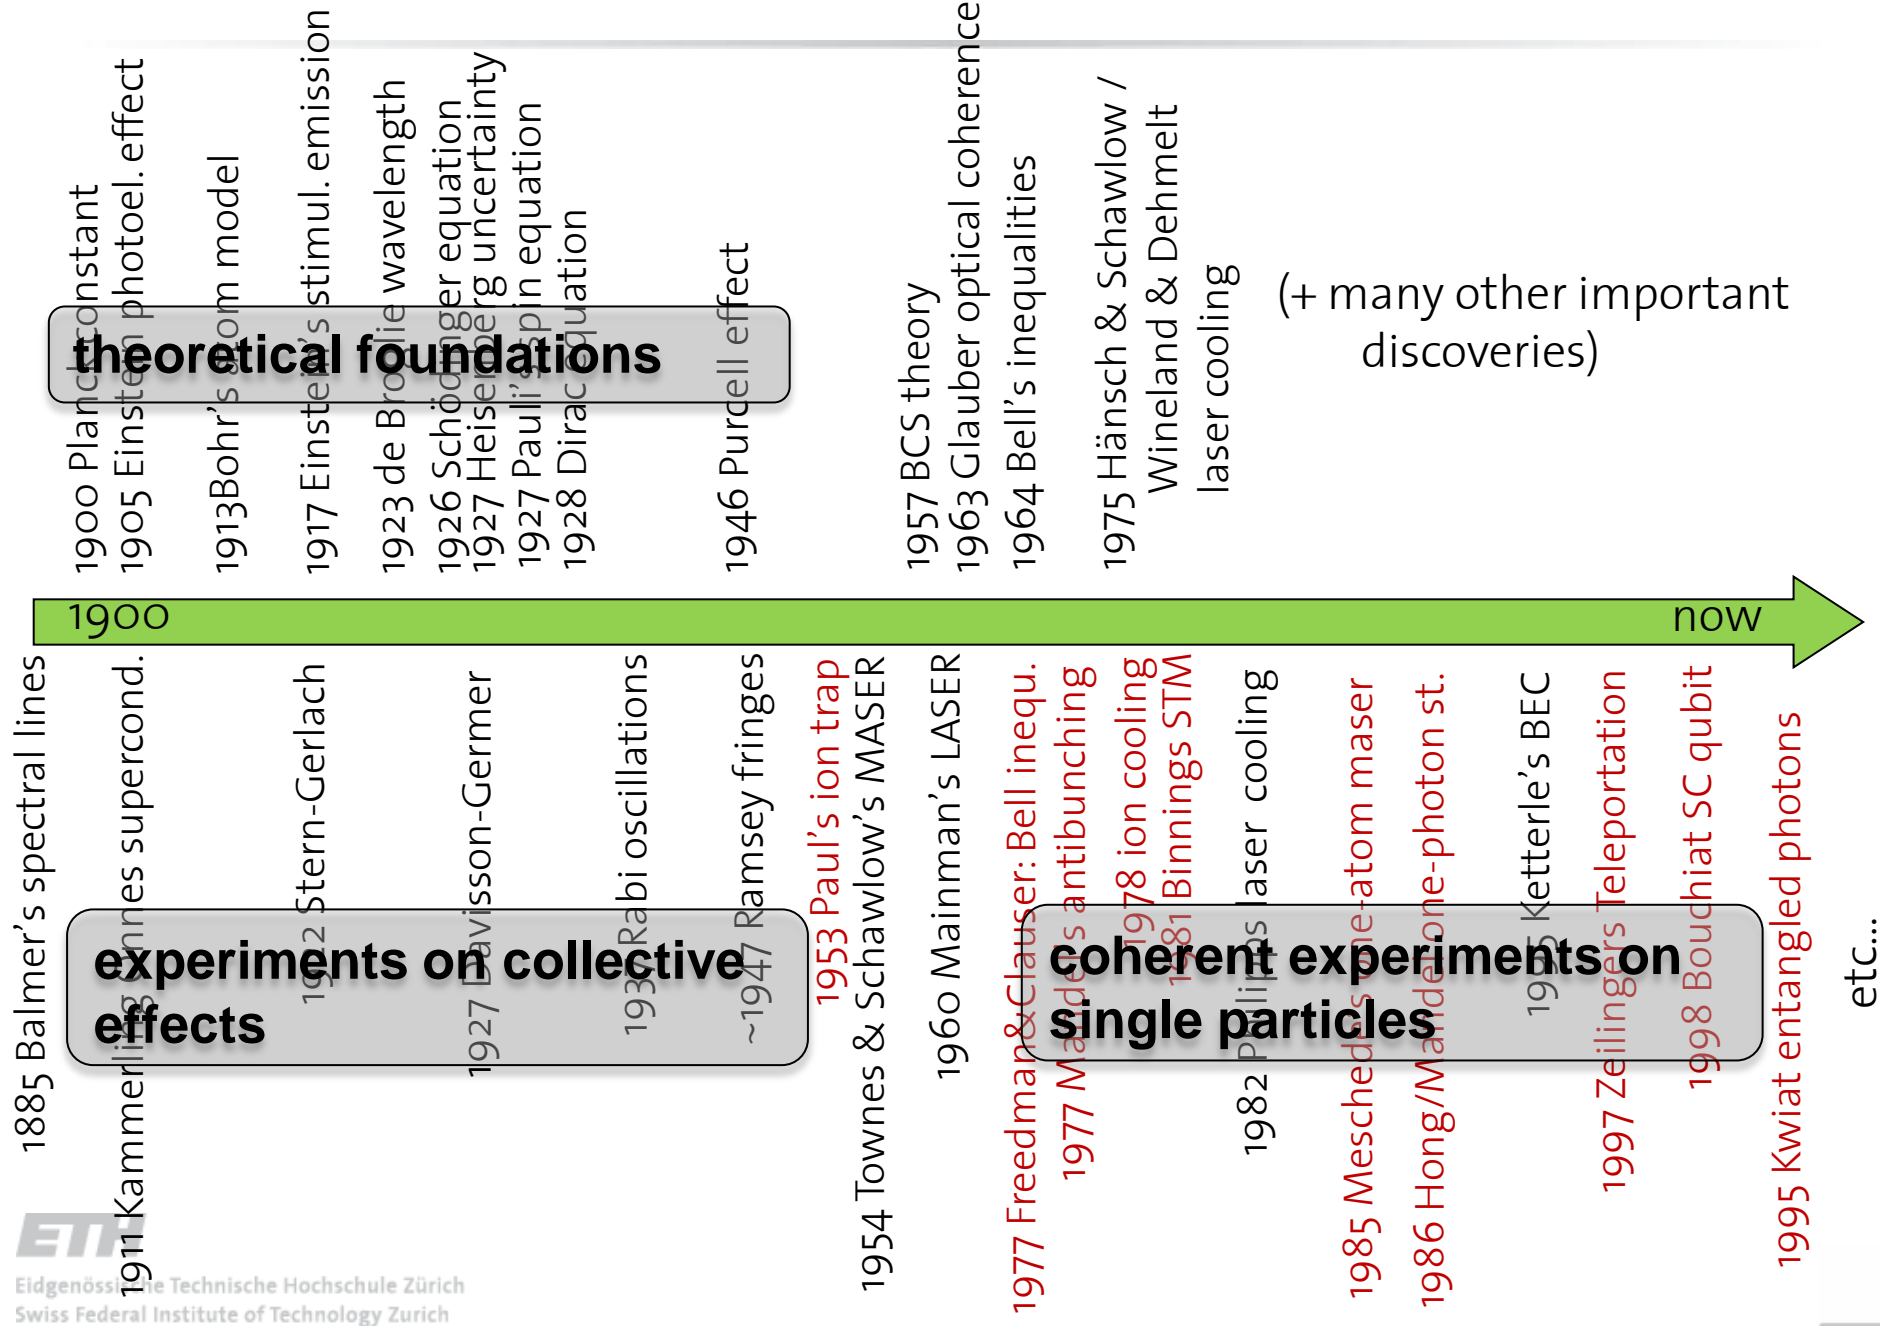 1900 Planck constant
1905 Einstein photoel. effect
1913Bohr's atom model
1917 Einstein's stimul. emission
1923 de Broglie wavelength
1926 Schödinger equation
1927 Heisenberg uncertainty
1927 Pauli's spin equation
1928 Dirac equation
1946 Purcell effect
1957 BCS theory
1963 Glauber optical coherence
1964 Bell's inequalities
1975 Hänsch & Schawlow /
Wineland & Dehmelt
laser cooling
(+ many other important
discoveries)
theoretical foundations
1900
now
1885 Balmer's spectral lines
1911 Kammerling Onnes supercond.
1922 Stern-Gerlach
1927 Davisson-Germer
1937 Rabi oscillations
~1947 Ramsey fringes
1953 Paul's ion trap
1954 Townes & Schawlow's MASER
1960 Mainman's LASER
1977 Freedman&Clauser: Bell inequ.
1977 Mandel's antibunching
1978 ion cooling
1981 Binnings STM
1982 Phillips laser cooling
1985 Meschedes one-atom maser
1986 Hong/Mandel one-photon st.
1995 Ketterle's BEC
1997 Zeilingers Teleportation
1998 Bouchiat SC qubit
1995 Kwiat entangled photons
etc...
experiments on collective
effects
coherent experiments on
single particles
ETH
Eidgenössische Technische Hochschule Zürich
Swiss Federal Institute of Technology Zurich